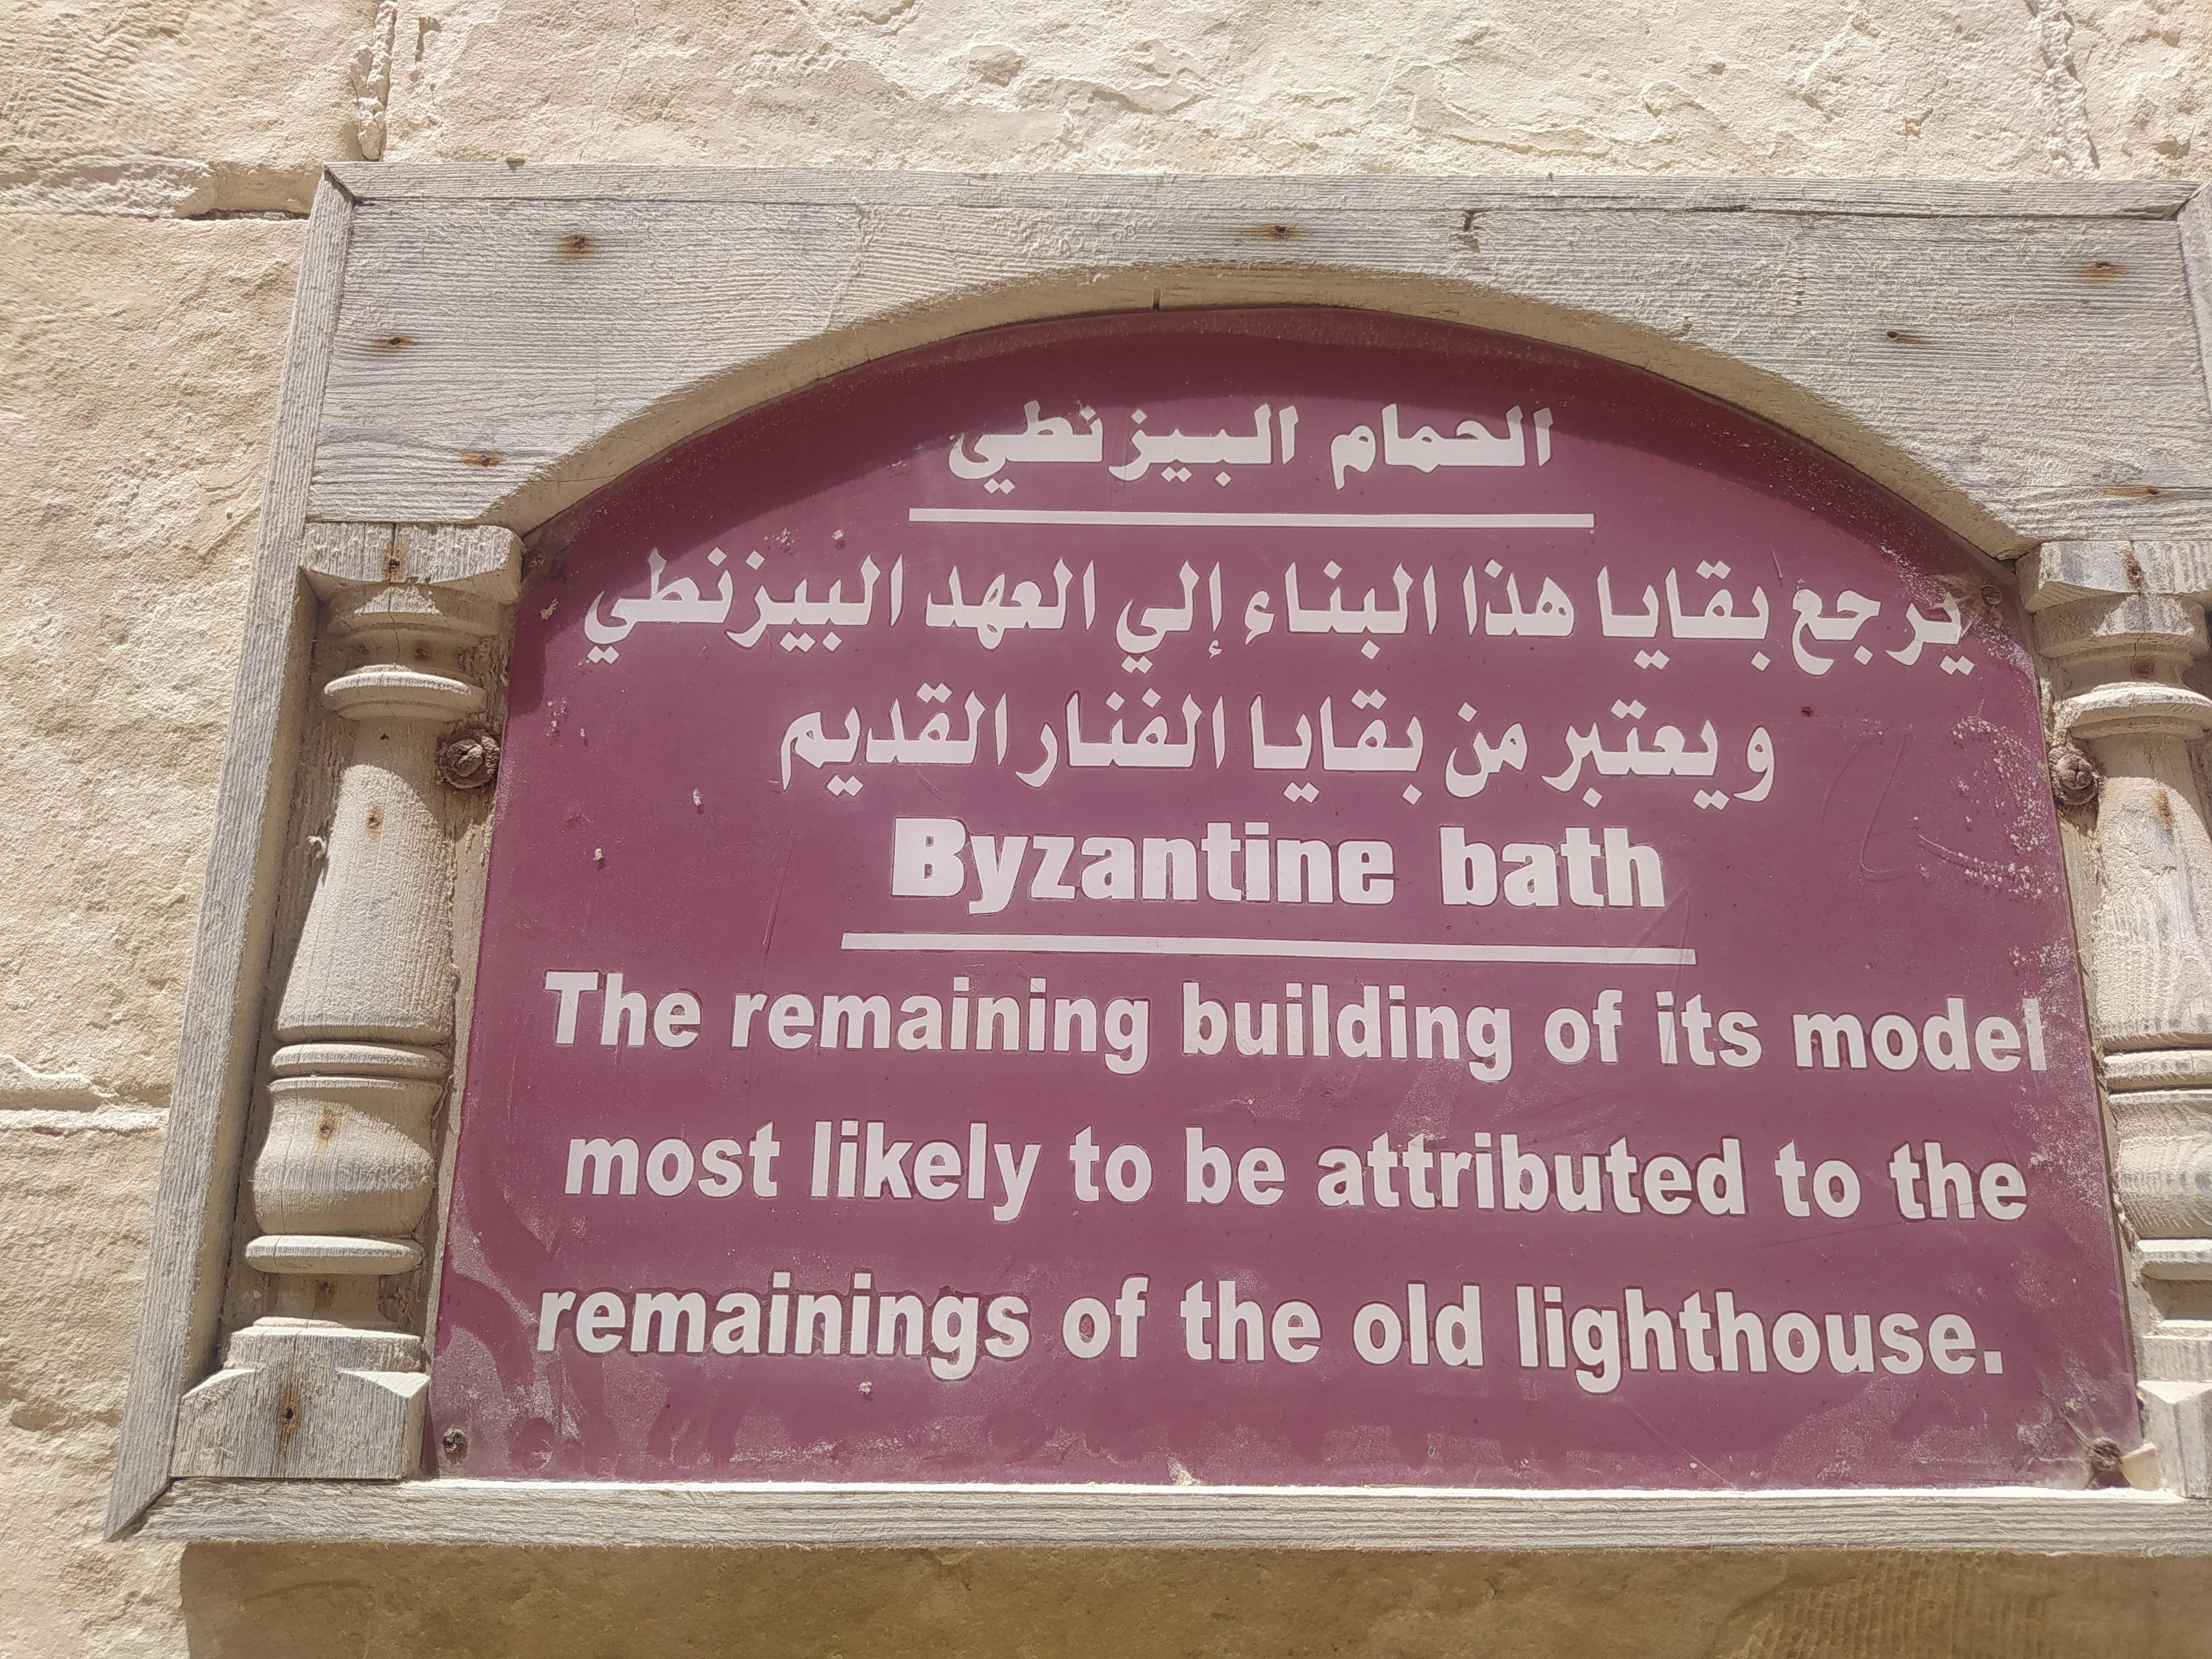 الحمام البيزنطي
يرجع بقايا هذا البناء إلي العهد البيزنطي
ويعتبر من بقايا الفنار القديم
Byzantine bath
The remaining building of its model
most likely to be attributed to the
remainings of the old lighthouse.